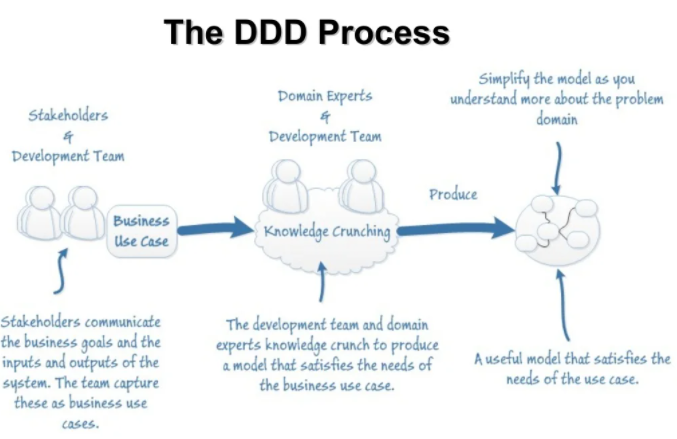 The DDD Process
Stakeholders
&
Development Team
Business
Use Case
Stakeholders communicate
the business goals and the
inputs and outputs of the
system. The team capture
these as business use
cases.
Domain Experts
&
Development Team
Knowledge Crunching
The development team and domain
experts knowledge crunch to produce
a model that satisfies the needs of
the business use case.
Produce
Simplify the model as you
understand more about the problem
domain
A useful model that satisfies the
needs of the use case.